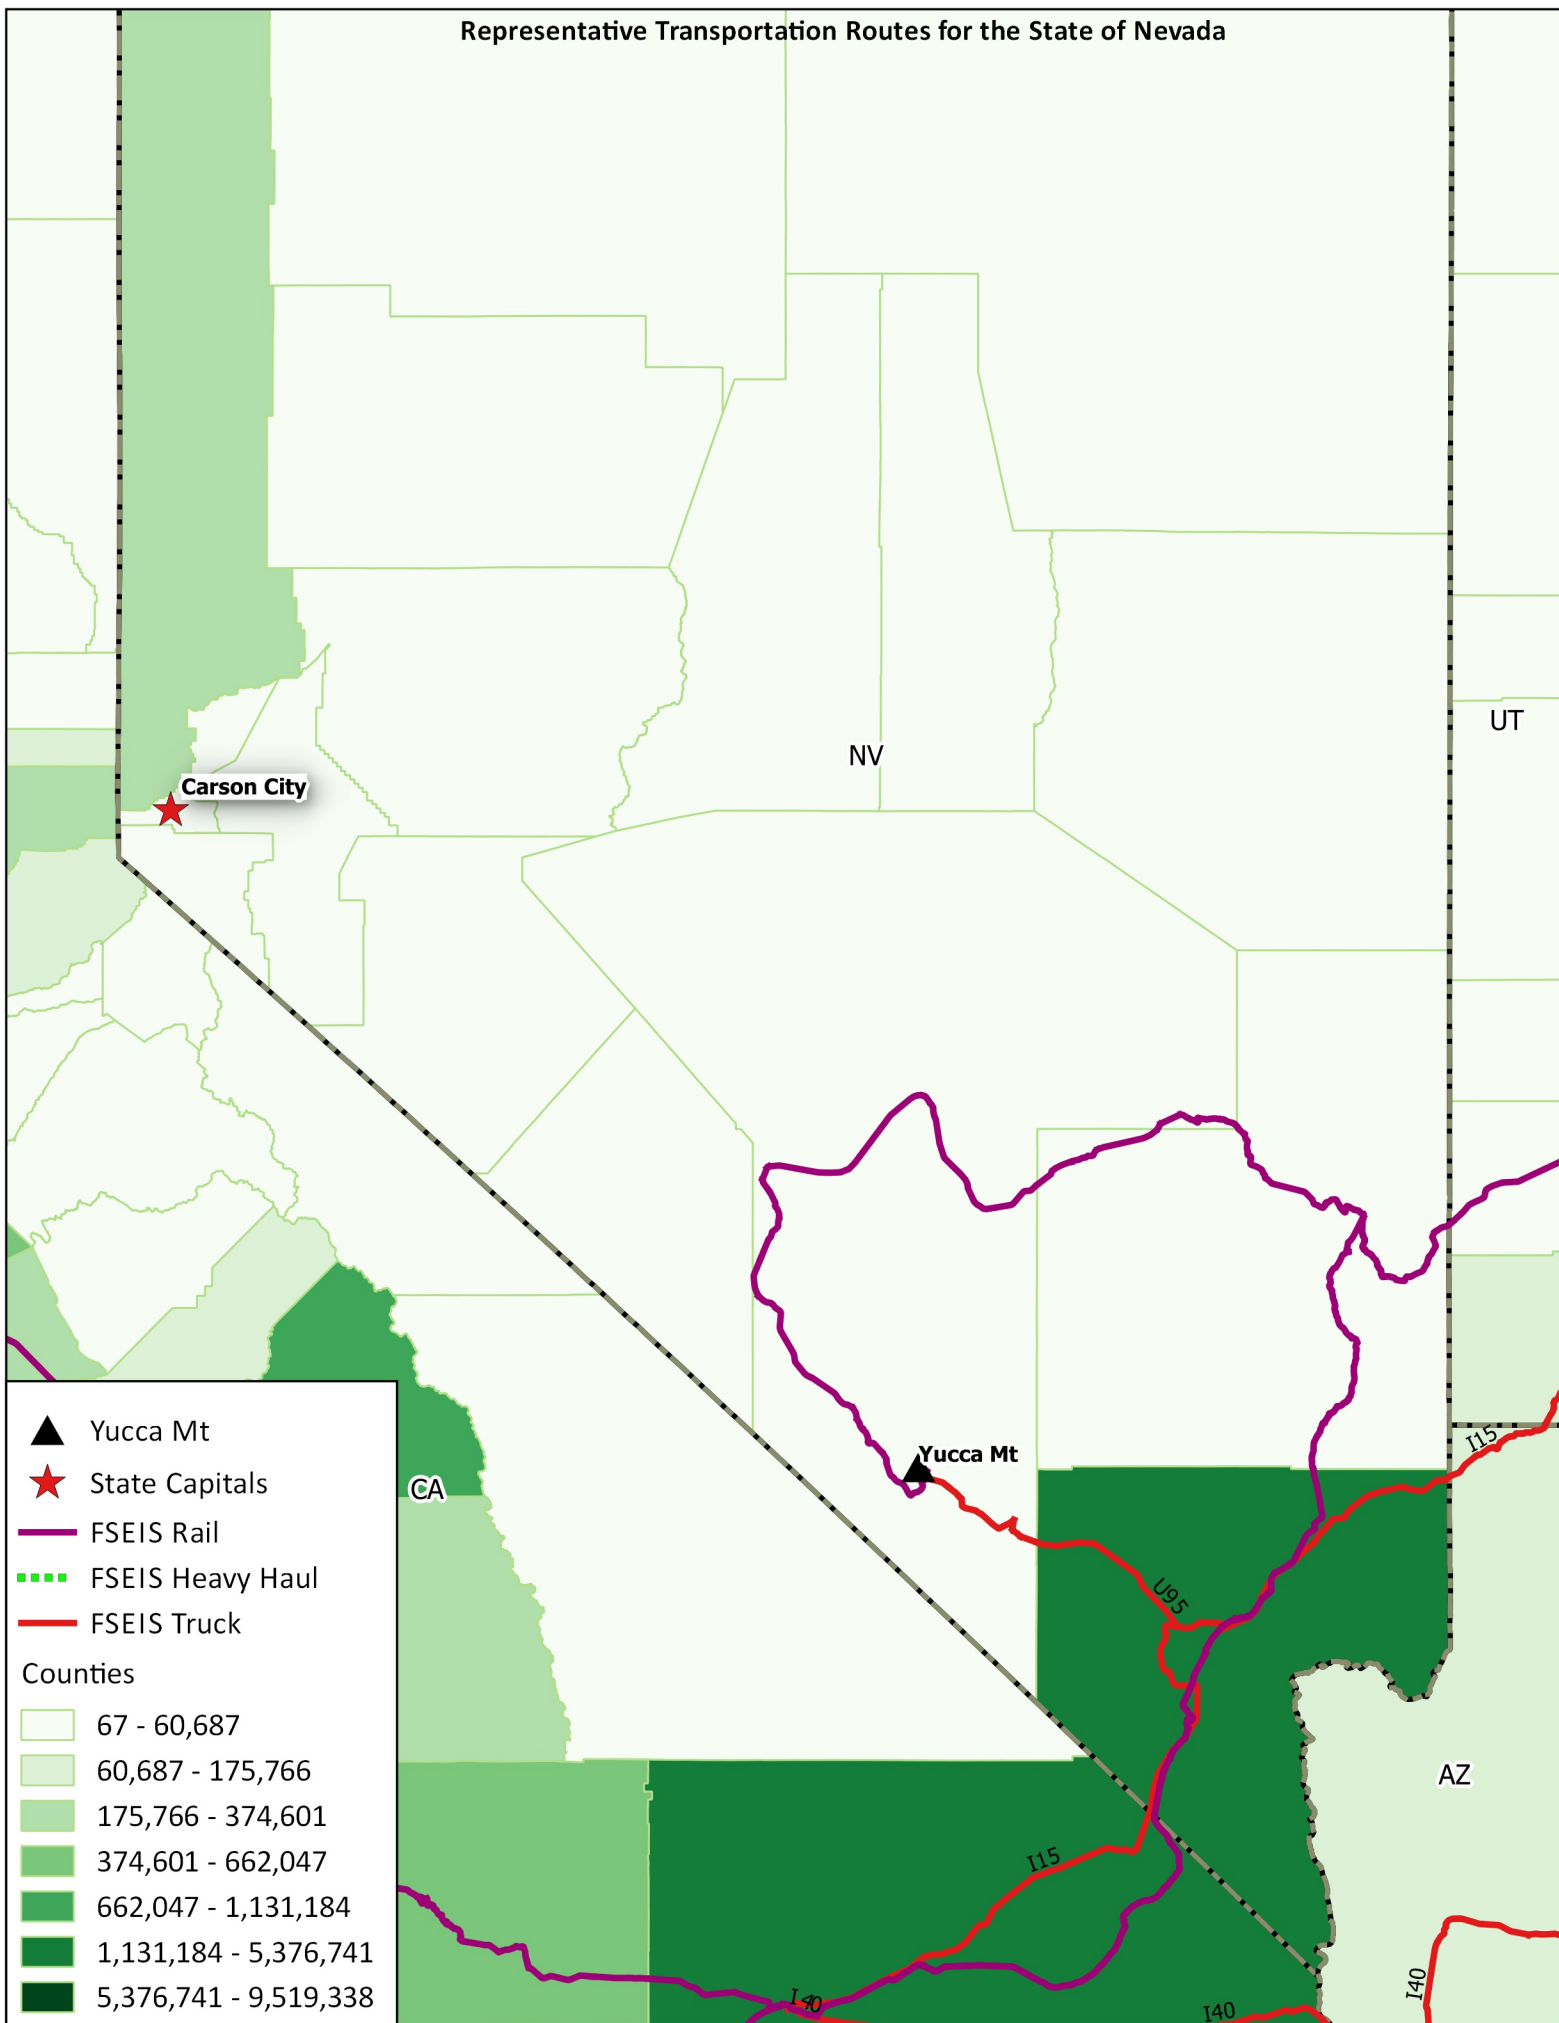 Representative Transportation Routes for the State of Nevada
UT
NV
Carson City
I15
Yucca Mt
CA
U95
AZ
I15
I40
I40
I40
Yucca Mt
State Capitals
FSEIS Rail
FSEIS Heavy Haul
FSEIS Truck
Counties
67 - 60,687
60,687 - 175,766
175,766 - 374,601
374,601 - 662,047
662,047 - 1,131,184
1,131,184 - 5,376,741
5,376,741 - 9,519,338